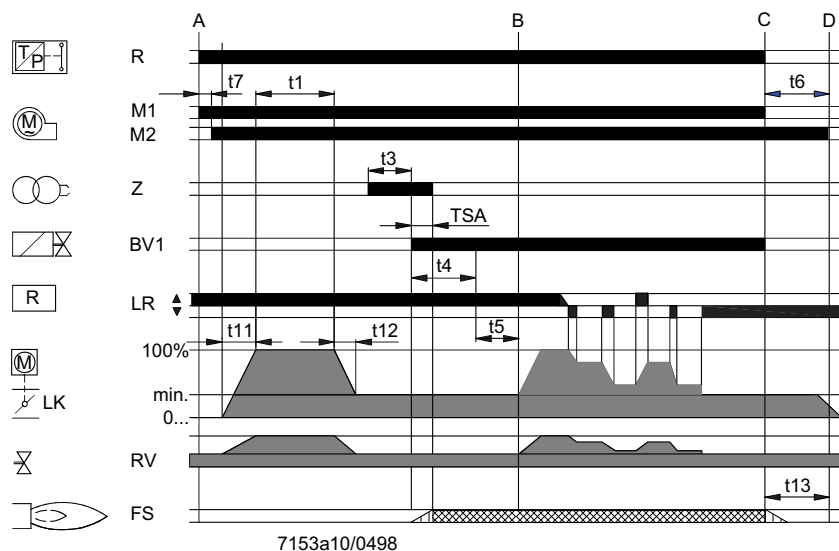 A B C D
T
P
R
t7 t1 t6
M
~
M1
M2
t3
Z
TSA
BV1
t4
R
LR
t11 t12 t5
100%
M
min.
LK
0...
RV
t13
FS
7153a10/0498